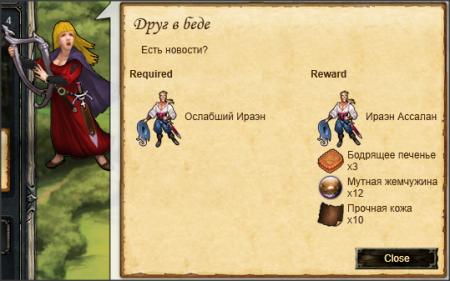 4
Друг в беде
Есть новости?
Required
Reward
Ослабший Ираэн
Ираэн Ассалан
Бодрящее печенье
x3
Мутная жемчужина
x12
Прочная кожа
x10
Close